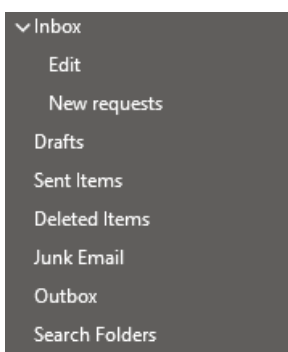 Inbox
Edit
New requests
Drafts
Sent Items
Deleted Items
Junk Email
Outbox
Search Folders